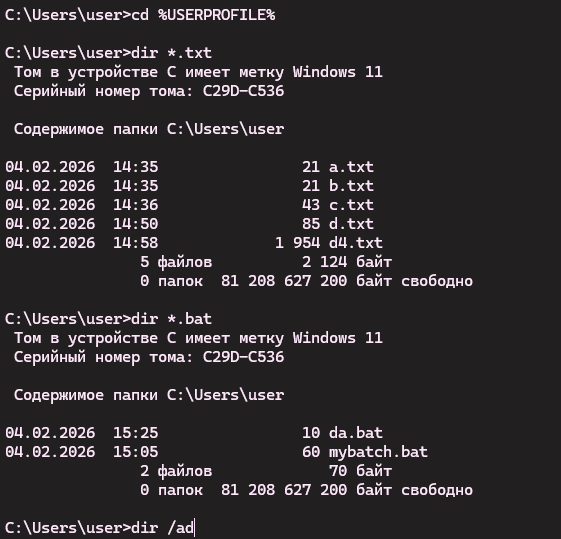 C:\Users\user>cd %USERPROFILE%
C:\Users\user>dir *.txt
Том в устройстве C имеет метку Windows 11
Серийный номер тома: C29D-C536
Содержимое папки C:\Users\user
04.02.2026 14:35 21 a.txt
04.02.2026 14:35 21 b.txt
04.02.2026 14:36 43 c.txt
04.02.2026 14:50 85 d.txt
04.02.2026 14:58 1 954 d4.txt
5 файлов 2 124 байт
0 папок 81 208 627 200 байт свободно
C:\Users\user>dir *.bat
Том в устройстве C имеет метку Windows 11
Серийный номер тома: C29D-C536
Содержимое папки C:\Users\user
04.02.2026 15:25 10 da.bat
04.02.2026 15:05 60 mybatch.bat
2 файлов 70 байт
0 папок 81 208 627 200 байт свободно
C:\Users\user>dir /ad